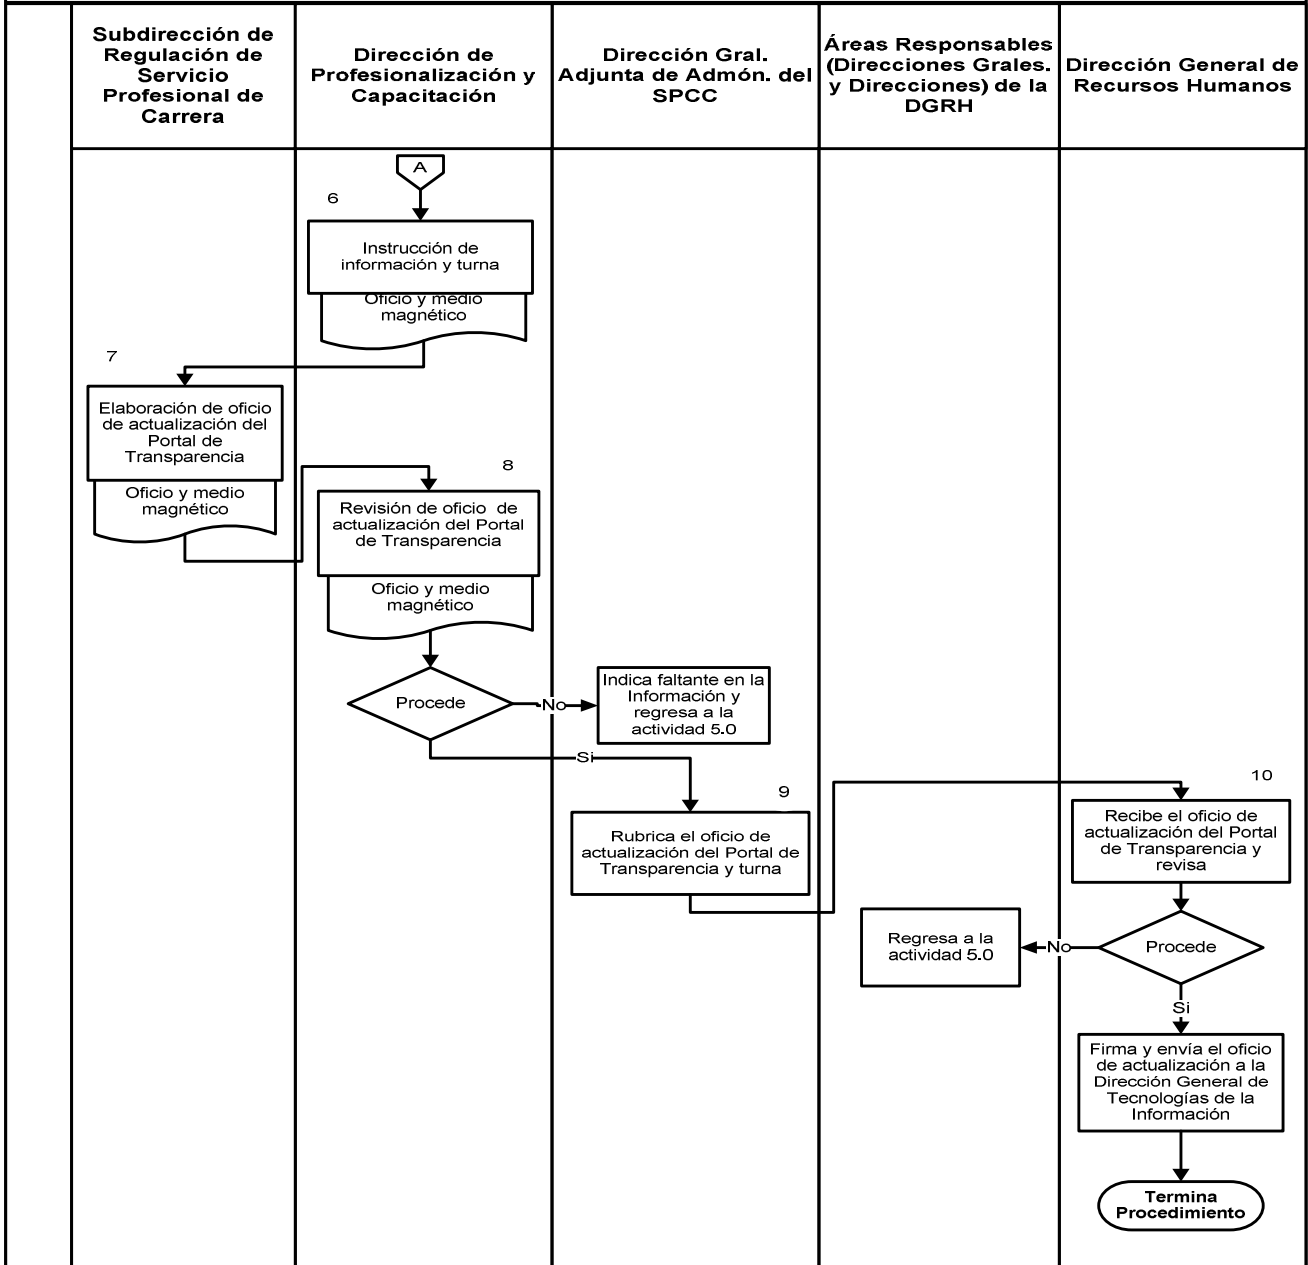 Subdirección de
Regulación de
Servicio
Profesional de
Carrera
Dirección de
Profesionalización y
Capacitación
Dirección Gral.
Adjunta de Admón. del
SPCC
Áreas Responsables
(Direcciones Grales.
y Direcciones) de la
DGRH
Dirección General de
Recursos Humanos
A
6
Instrucción de
información y turna
Oficio y medio
magnético
7
Elaboración de oficio
de actualización del
Portal de
Transparencia
Oficio y medio
magnético
8
Revisión de oficio de
actualización del Portal
de Transparencia
Oficio y medio
magnético
Procede
No
Indica faltante en la
Información y
regresa a la
actividad 5.0
Si
9
Rubrica el oficio de
actualización del Portal de
Transparencia y turna
10
Recibe el oficio de
actualización del Portal
de Transparencia y
revisa
Procede
No
Regresa a la
actividad 5.0
Si
Firma y envía el oficio
de actualización a la
Dirección General de
Tecnologías de la
Información
Termina
Procedimiento